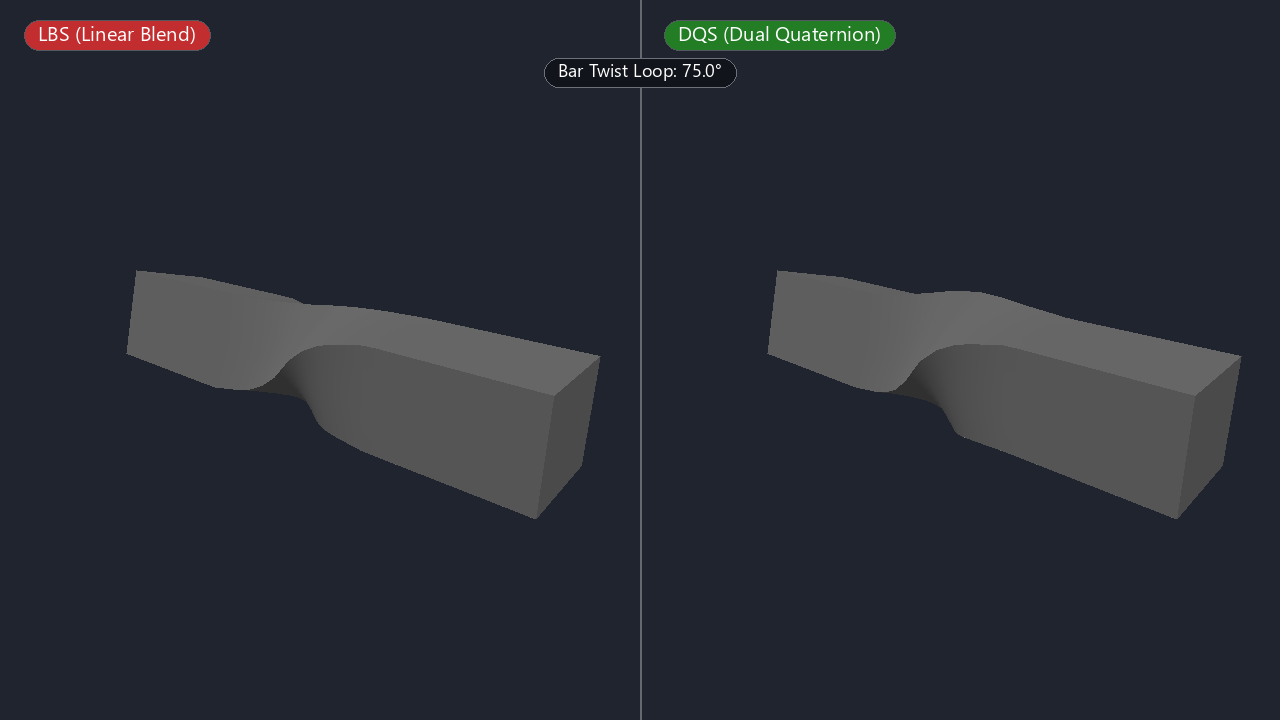 LBS (Linear Blend)
DQS (Dual Quaternion)
Bar Twist Loop: 75.0°